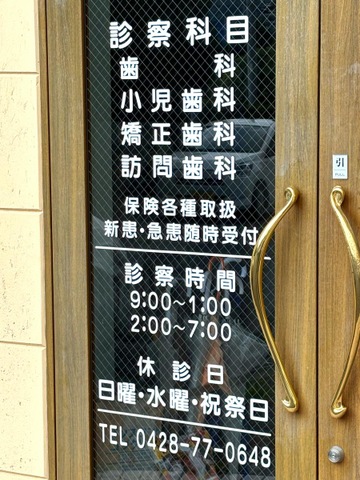 診察科目
歯科
小児歯科
矯正歯科
訪問歯科
保険各種取扱
新患・急患随時受付
診察時間
9:00～1:00
2:00～7:00
休診日
日曜・水曜・祝祭日
TEL 0428-77-0648
引
PULL